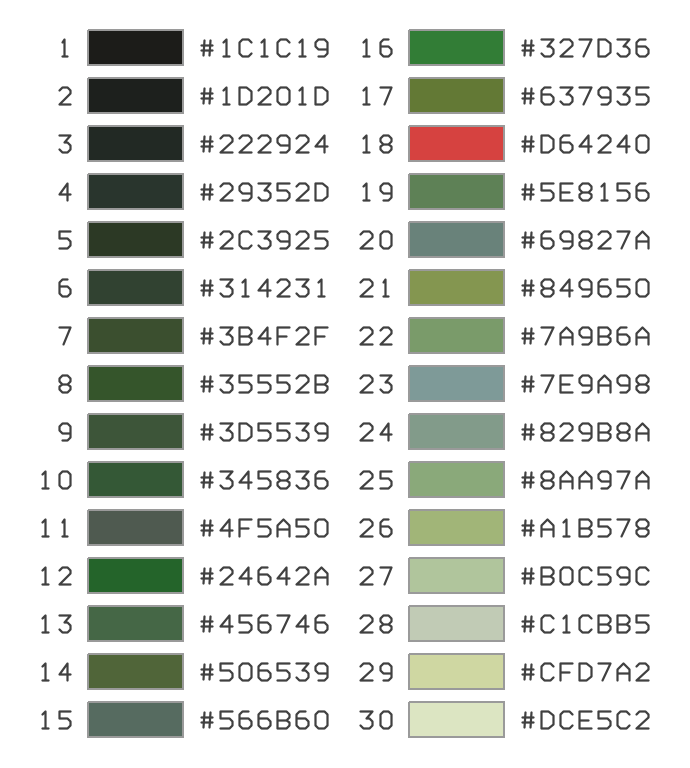 1 #1C1C19 16 #327D36
2 #1D201D 17 #637935
3 #222924 18 #D64240
4 #29352D 19 #5E8156
5 #2C3925 20 #69827A
6 #314231 21 #849650
7 #3B4F2F 22 #7A9B6A
8 #35552B 23 #7E9A98
9 #3D5539 24 #829B8A
10 #345836 25 #8AA97A
11 #4F5A50 26 #A1B578
12 #24642A 27 #B0C59C
13 #456746 28 #C1CBB5
14 #506539 29 #CFD7A2
15 #566B60 30 #DCE5C2